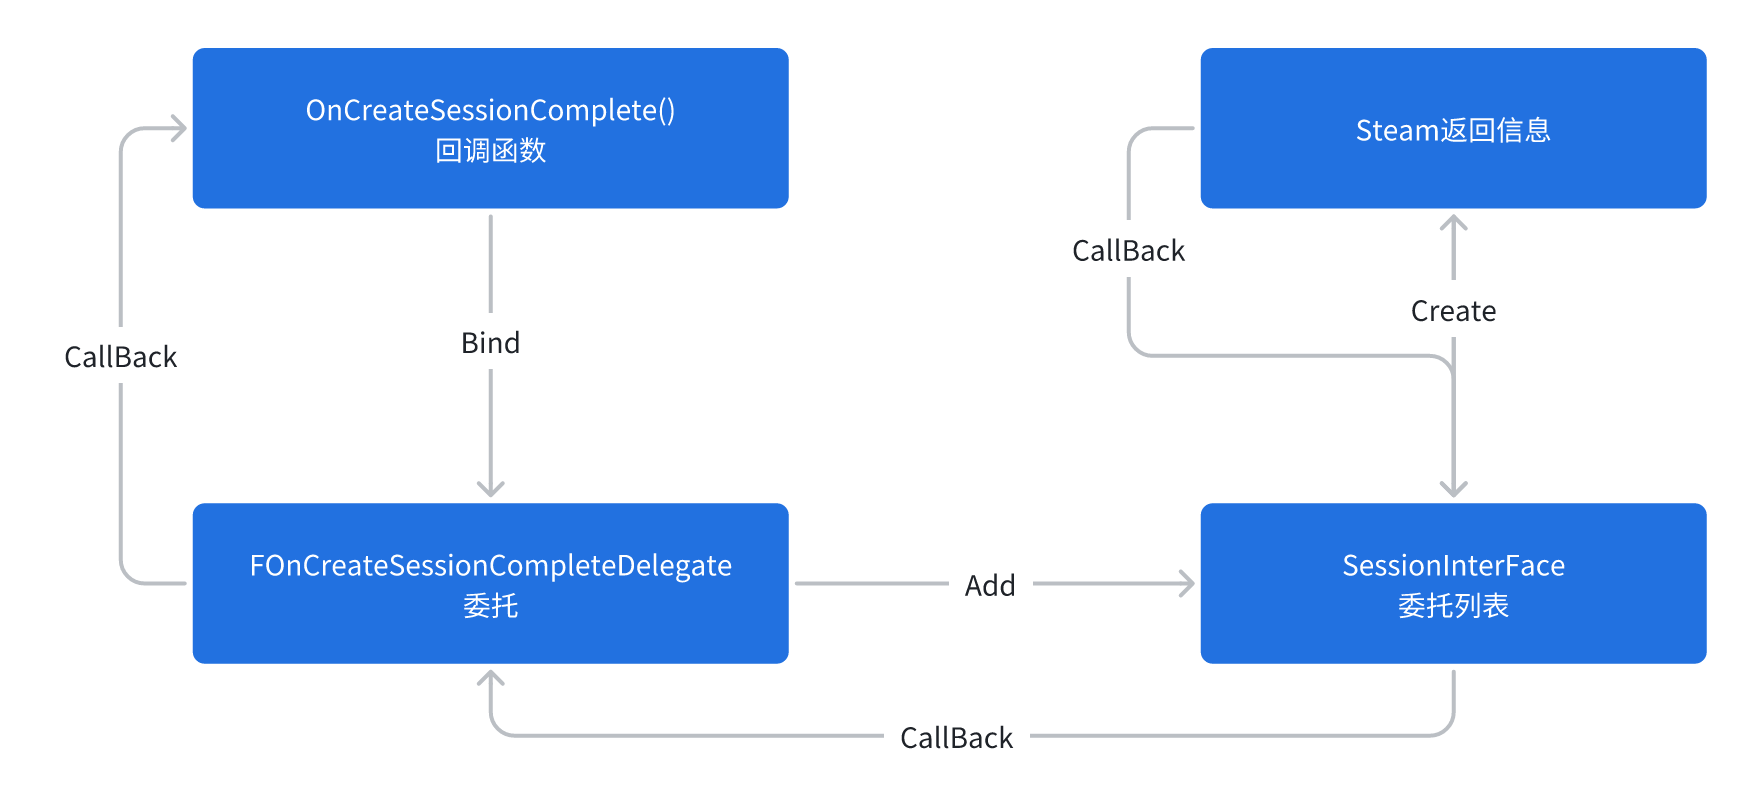 OnCreateSessionComplete()
回调函数
Steam返回信息
CallBack
Create
Bind
CallBack
FOnCreateSessionCompleteDelegate
委托
Add
SessionInterFace
委托列表
CallBack